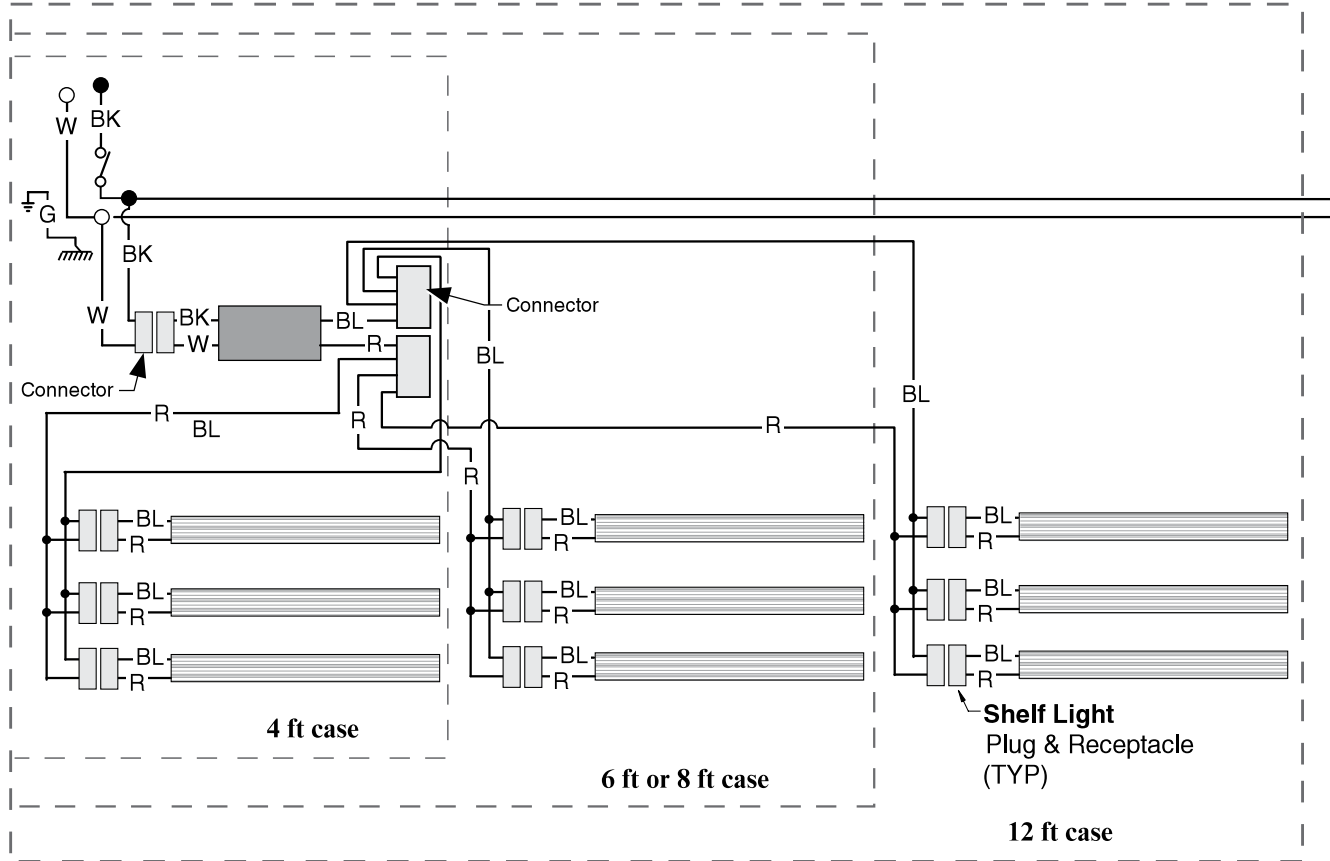 W
BK
G
BK
W
BK
W
BL
R
Connector
Connector
BL
BL
R
BL
R
R
R
BL
R
BL
R
BL
R
BL
R
BL
R
BL
R
BL
R
BL
R
BL
R
4 ft case
Shelf Light
Plug & Receptacle
(TYP)
6 ft or 8 ft case
12 ft case